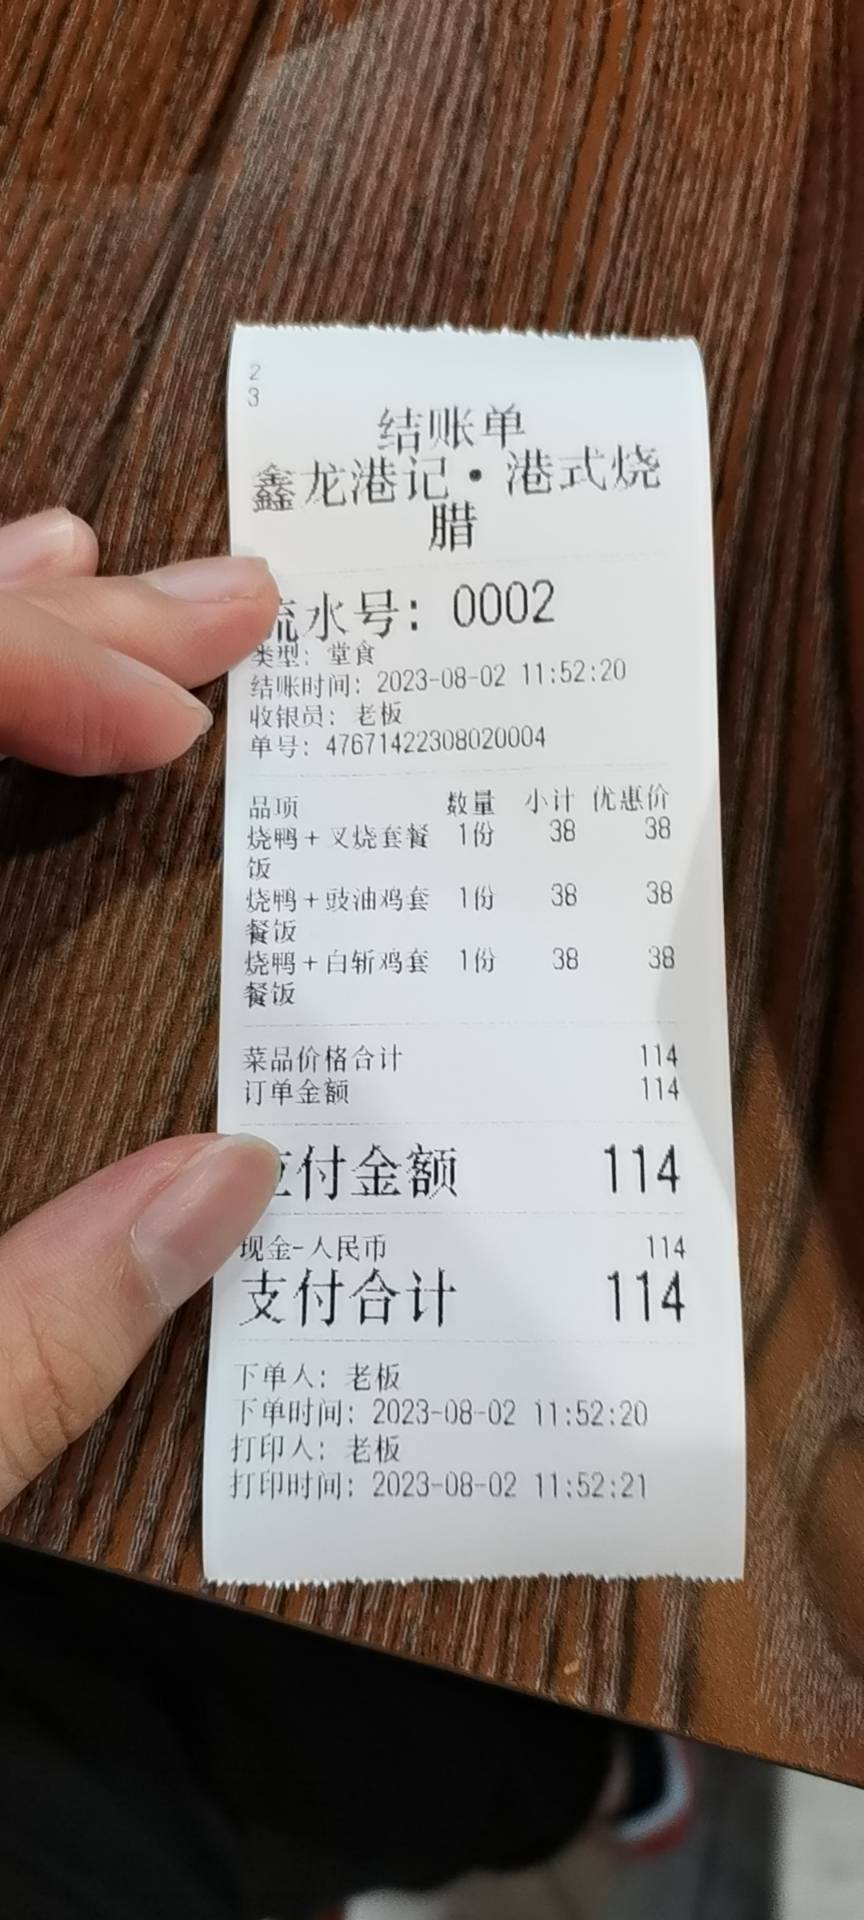 2
3
结账单
鑫龙港记·港式烧
腊
流水号: 0002
类型: 堂食
结账时间: 2023-08-02 11:52:20
收银员: 老板
单号: 47671422308020004
品项 数量 小计 优惠价
烧鸭+叉烧套餐 1份 38 38
饭
烧鸭+豉油鸡套 1份 38 38
餐饭
烧鸭+白斩鸡套 1份 38 38
餐饭
菜品价格合计 114
订单金额 114
应付金额 114
现金-人民币 114
支付合计 114
下单人: 老板
下单时间: 2023-08-02 11:52:20
打印人: 老板
打印时间: 2023-08-02 11:52:21